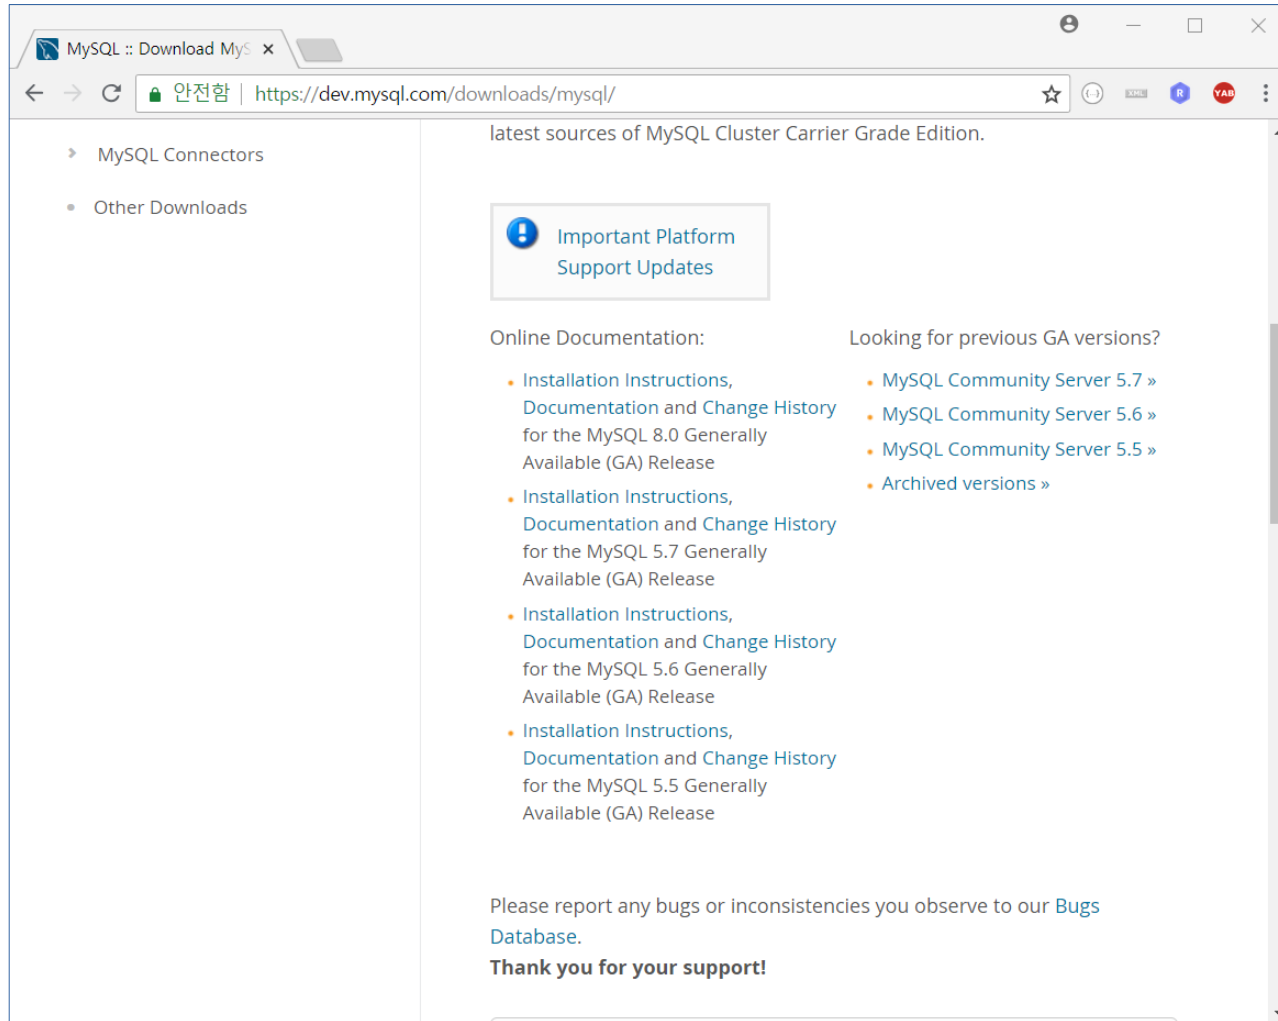 MySQL :: Download MyS
안전함 | https://dev.mysql.com/downloads/mysql/
XML
R
YAB
MySQL Connectors
Other Downloads
latest sources of MySQL Cluster Carrier Grade Edition.
Important Platform
Support Updates
Online Documentation:
Installation Instructions,
Documentation and Change History
for the MySQL 8.0 Generally
Available (GA) Release
Installation Instructions,
Documentation and Change History
for the MySQL 5.7 Generally
Available (GA) Release
Installation Instructions,
Documentation and Change History
for the MySQL 5.6 Generally
Available (GA) Release
Installation Instructions,
Documentation and Change History
for the MySQL 5.5 Generally
Available (GA) Release
Looking for previous GA versions?
MySQL Community Server 5.7 »
MySQL Community Server 5.6 »
MySQL Community Server 5.5 »
Archived versions »
Please report any bugs or inconsistencies you observe to our Bugs
Database.
Thank you for your support!